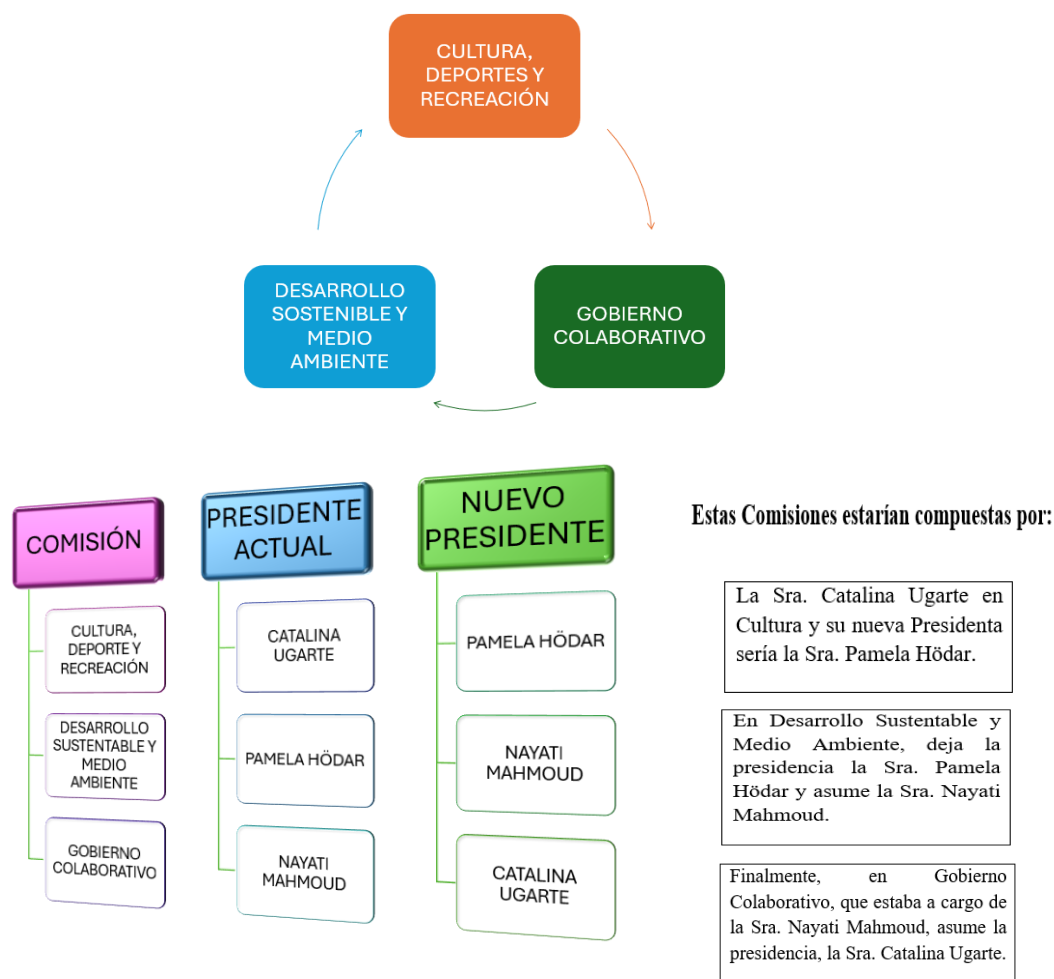 CULTURA,
DEPORTES Y
RECREACIÓN
DESARROLLO
SOSTENIBLE Y
MEDIO
AMBIENTE
GOBIERNO
COLABORATIVO
COMISIÓN
CULTURA,
DEPORTE Y
RECREACIÓN
DESARROLLO
SUSTENTABLE Y
MEDIO
AMBIENTE
GOBIERNO
COLABORATIVO
PRESIDENTE
ACTUAL
CATALINA
UGARTE
PAMELA HÖDAR
NAYATI
MAHMOUD
NUEVO
PRESIDENTE
PAMELA HÖDAR
NAYATI
MAHMOUD
CATALINA
UGARTE
Estas Comisiones estarían compuestas por:
La Sra. Catalina Ugarte en
Cultura y su nueva Presidenta
sería la Sra. Pamela Hödar.
En Desarrollo Sustentable y
Medio Ambiente, deja la
presidencia la Sra. Pamela
Hödar y asume la Sra. Nayati
Mahmoud.
Finalmente, en Gobierno
Colaborativo, que estaba a cargo de
la Sra. Nayati Mahmoud, asume la
presidencia, la Sra. Catalina Ugarte.